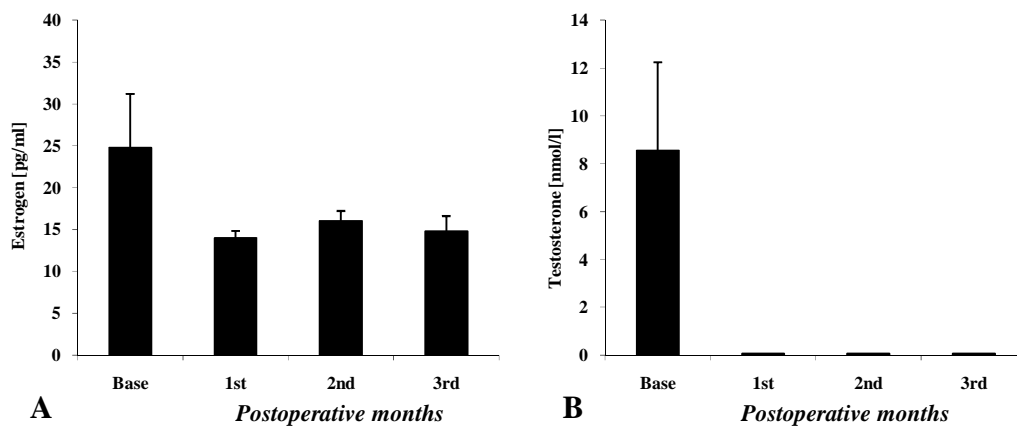 40
35
30
25
20
15
10
5
0
Estrogen [pg/ml]
Base 1st 2nd 3rd
A Postoperative months
14
12
10
8
6
4
2
0
Testosterone [nmol/l]
Base 1st 2nd 3rd
B Postoperative months